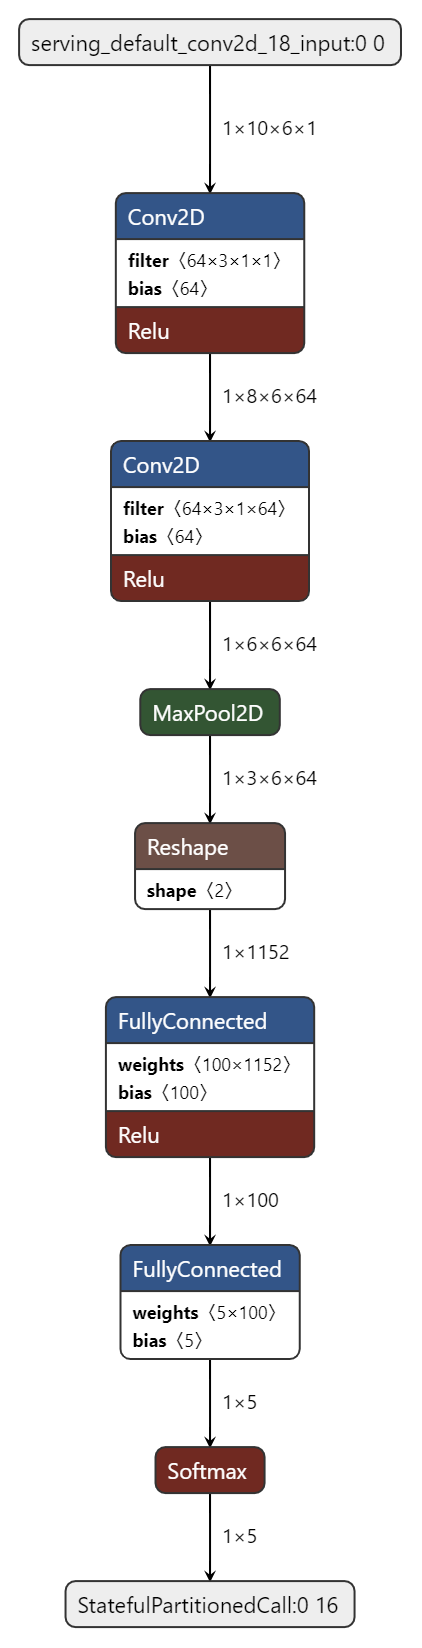 serving_default_conv2d_18_input:0 0
1×10×6×1
Conv2D
filter〈64×3×1×1〉
bias〈64〉
Relu
1×8×6×64
Conv2D
filter〈64×3×1×64〉
bias〈64〉
Relu
1×6×6×64
MaxPool2D
1×3×6×64
Reshape
shape〈2〉
1×1152
FullyConnected
weights〈100×1152〉
bias〈100〉
Relu
1×100
FullyConnected
weights〈5×100〉
bias〈5〉
1×5
Softmax
1×5
StatefulPartitionedCall:0 16